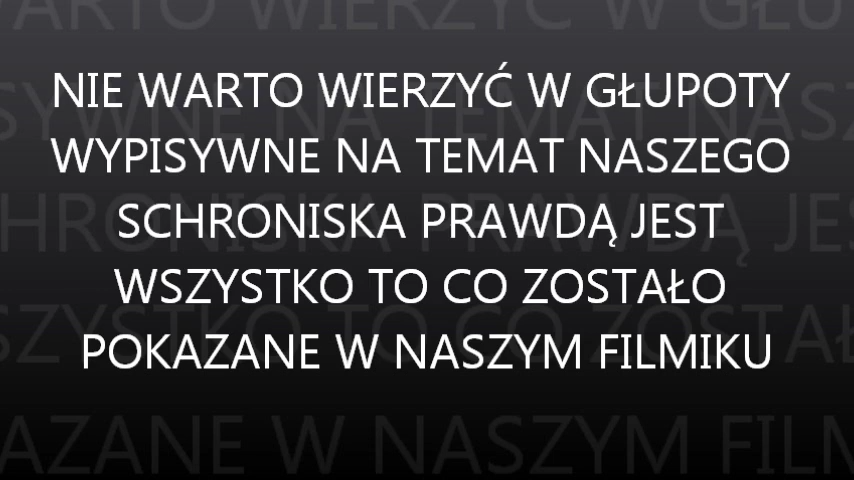 NIE WARTO WIERZYĆ W GŁUPOTY
WYPISYWNE NA TEMAT NASZEGO
SCHRONISKA PRAWDĄ JEST
WSZYSTKO TO CO ZOSTAŁO
POKAZANE W NASZYM FILMIKU